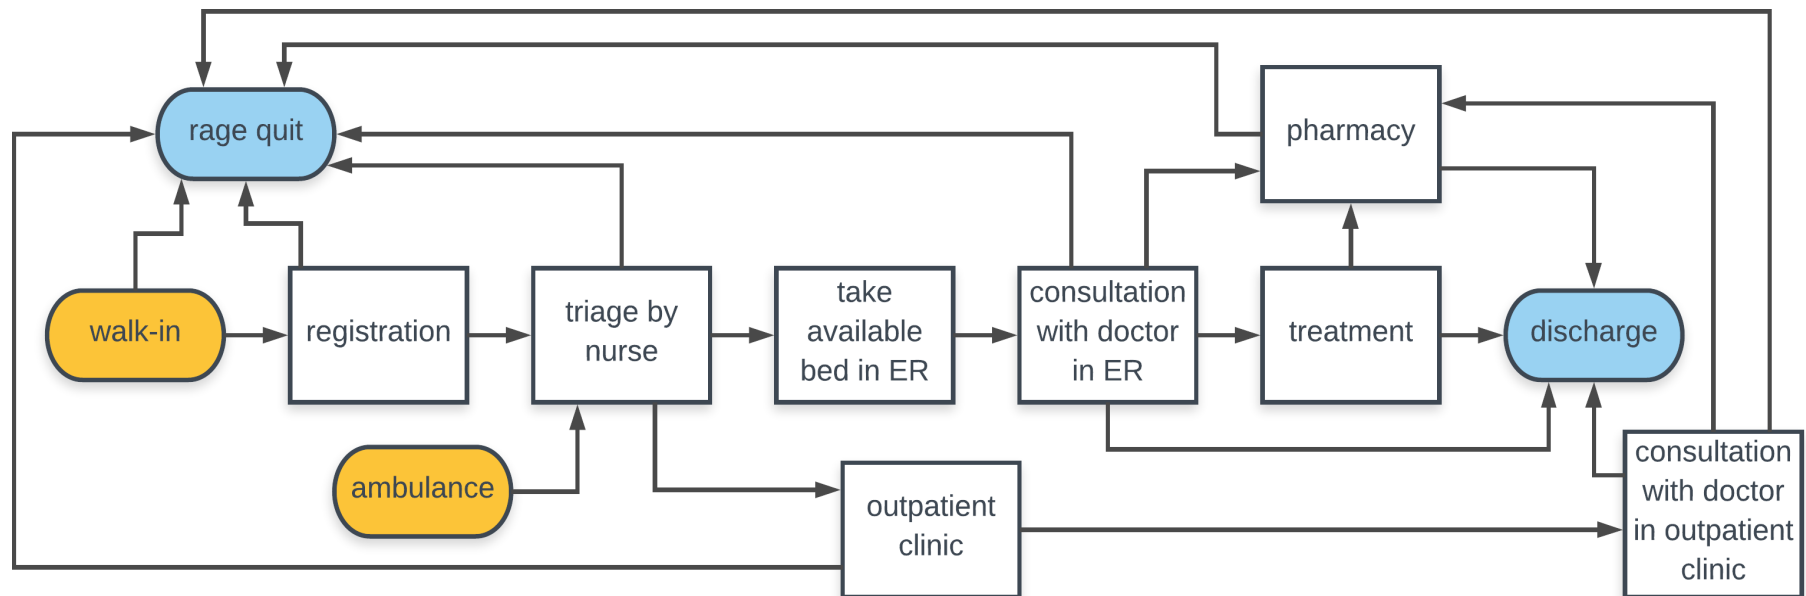 rage quit
pharmacy
walk-in
registration
triage by
nurse
take
available
bed in ER
consultation
with doctor
in ER
treatment
discharge
ambulance
outpatient
clinic
consultation
with doctor
in outpatient
clinic